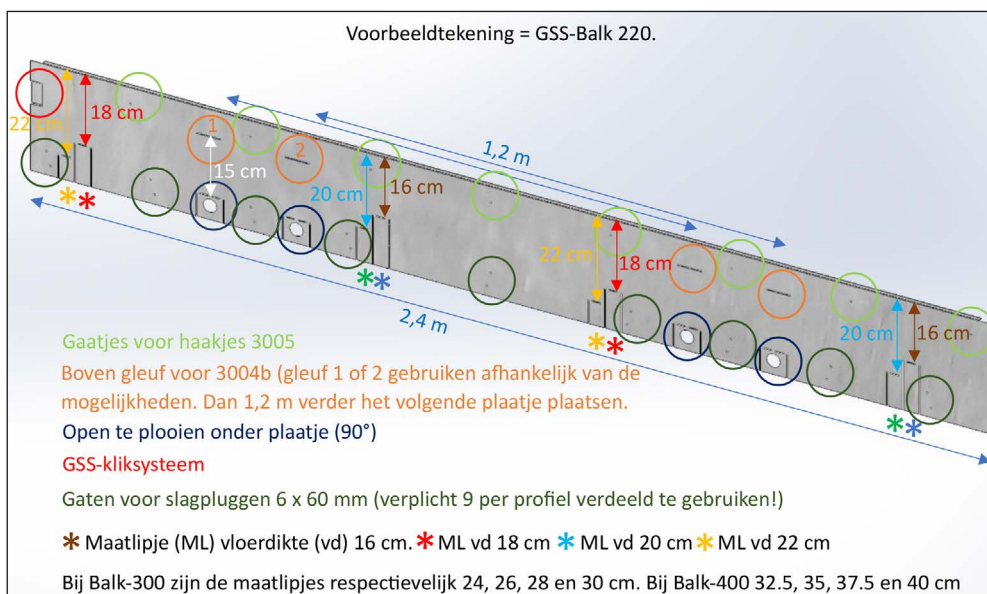 Voorbeeldtekening = GSS-Balk 220.
22 cm
18 cm
1
2
15 cm
1,2 m
20 cm
16 cm
22 cm
18 cm
2,4 m
20 cm
16 cm
Gaatjes voor haakjes 3005
Boven gleuf voor 3004b (gleuf 1 of 2 gebruiken afhankelijk van de
mogelijkheden. Dan 1,2 m verder het volgende plaatje plaatsen.
Open te plooien onder plaatje (90°)
GSS-kliksysteem
Gaten voor slagpluggen 6 x 60 mm (verplicht 9 per profiel verdeeld te gebruiken!)
* Maatlipje (ML) vloerdikte (vd) 16 cm. * ML vd 18 cm * ML vd 20 cm * ML vd 22 cm
Bij Balk-300 zijn de maatlipjes respectievelijk 24, 26, 28 en 30 cm. Bij Balk-400 32.5, 35, 37.5 en 40 cm